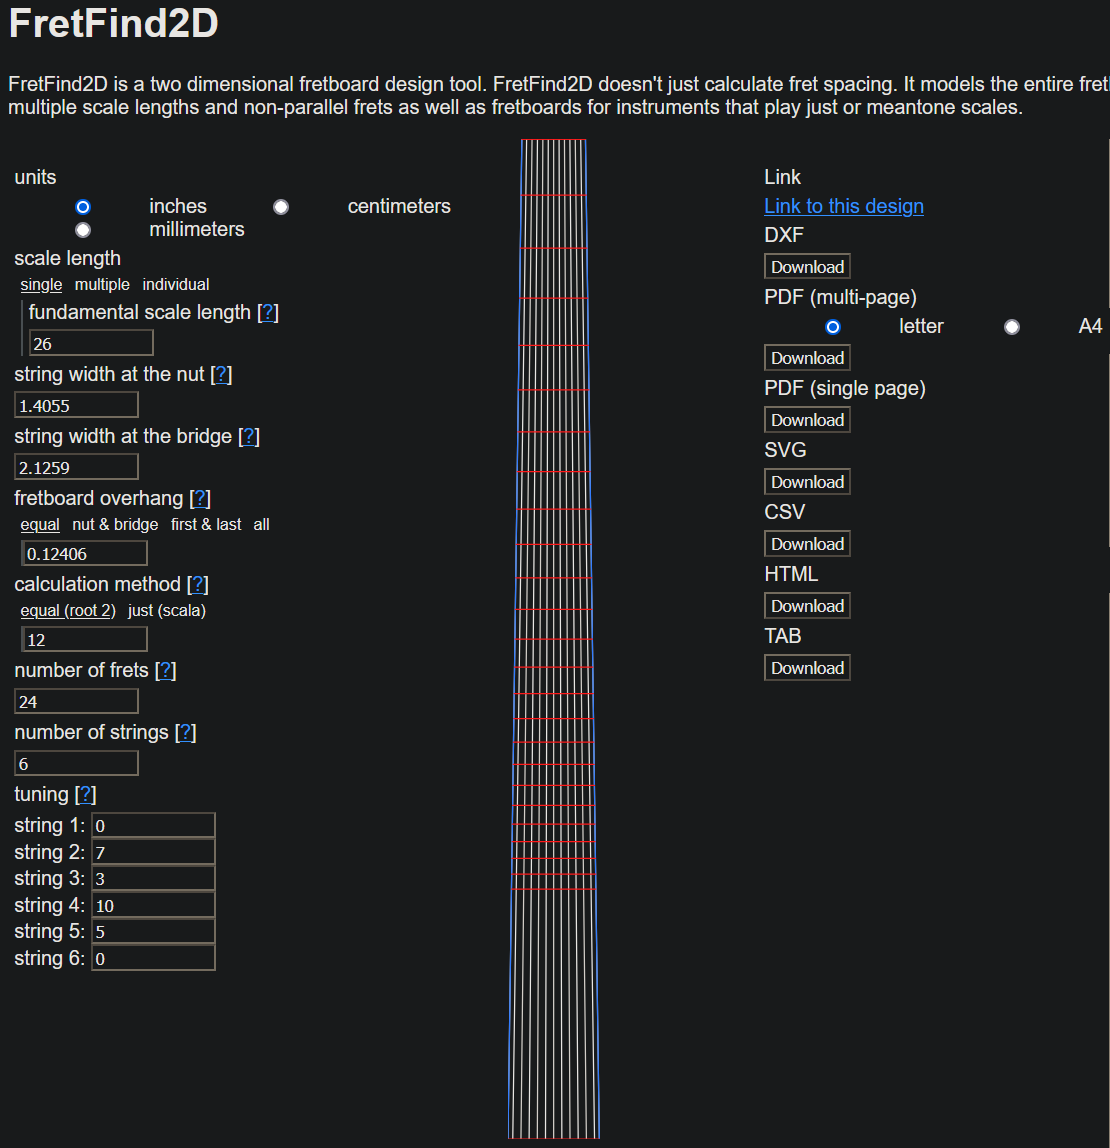 FretFind2D
FretFind2D is a two dimensional fretboard design tool. FretFind2D doesn't just calculate fret spacing. It models the entire
multiple scale lengths and non-parallel frets as well as fretboards for instruments that play just or meantone scales.
units
inches centimeters
millimeters
scale length
single multiple individual
fundamental scale length [?]
26
string width at the nut [?]
1.4055
string width at the bridge [?]
2.1259
fretboard overhang [?]
equal nut & bridge first & last all
0.12406
calculation method [?]
equal (root 2) just (scala)
12
number of frets [?]
24
number of strings [?]
6
tuning [?]
string 1: 0
string 2: 7
string 3: 3
string 4: 10
string 5: 5
string 6: 0
Link
Link to this design
DXF
Download
PDF (multi-page)
letter A4
Download
PDF (single page)
Download
SVG
Download
CSV
Download
HTML
Download
TAB
Download